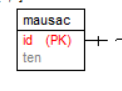 mausac
id (PK)
ten